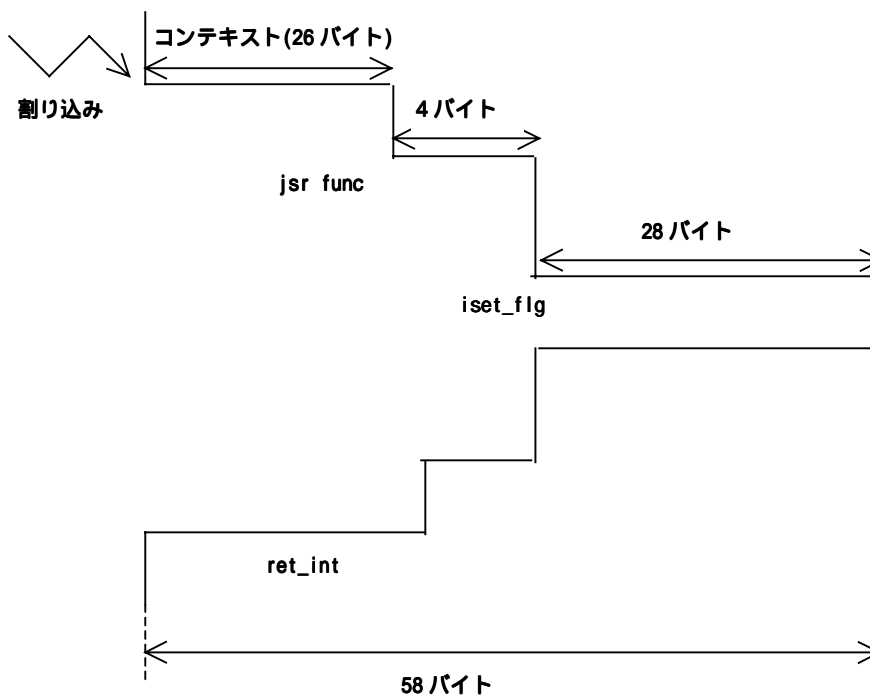 コンテキスト(26 バイト)
割り込み
4 バイト
jsr func
28 バイト
iset_flg
ret_int
58 バイト